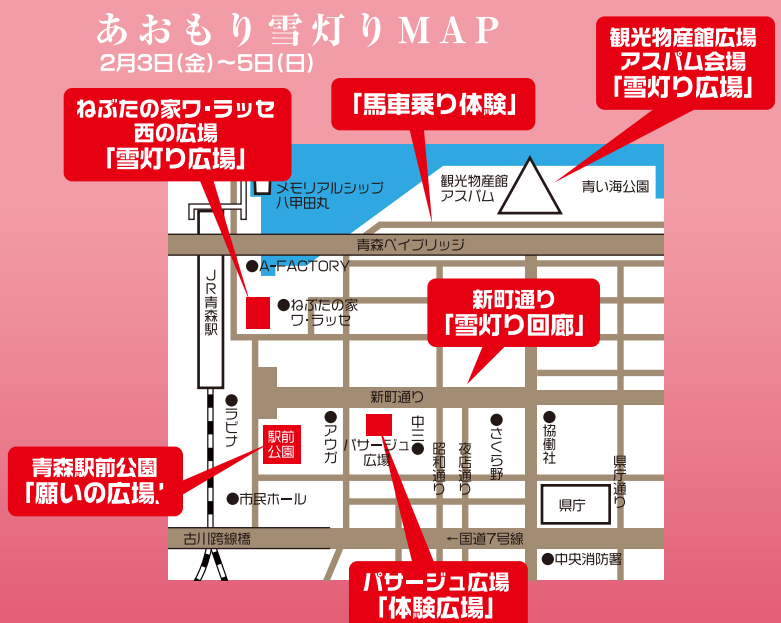 あおもり雪灯りMAP
2月3日(金)~5日(日)
観光物産館広場
アスパム会場
「雪灯り広場」
ねぶたの家ワ・ラッセ
西の広場
「雪灯り広場」
「馬車乗り体験」
メモリアルシップ
八甲田丸
観光物産館
アスパム
青い海公園
青森ベイブリッジ
A-FACTORY
JR青森駅
ねぶたの家
ワ・ラッセ
新町通り
「雪灯り回廊」
新町通り
ラビナ
駅前
公園
アウガ
パサージュ
広場
中三
昭和通り
夜店通り
さくら野
協働社
県庁通り
青森駅前公園
「願いの広場」
市民ホール
県庁
古川跨線橋
←国道7号線
中央消防署
パサージュ広場
「体験広場」